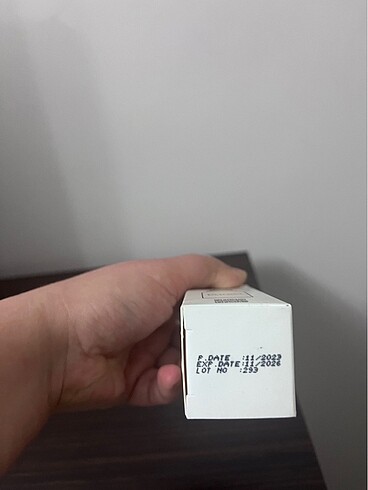 P.DATE :11/2023
EXP.DATE:11/2026
LOT NO :293